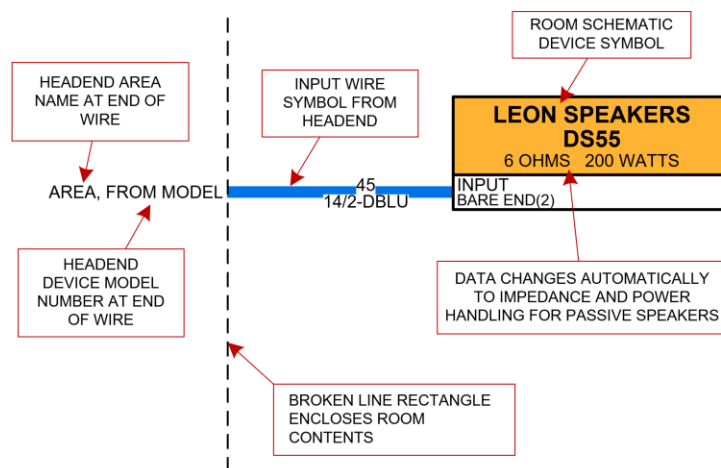 ROOM SCHEMATIC
DEVICE SYMBOL
HEADEND AREA
NAME AT END OF
WIRE
INPUT WIRE
SYMBOL FROM
HEADEND
LEON SPEAKERS
DS55
6 OHMS 200 WATTS
AREA, FROM MODEL
45
14/2-DBLU
INPUT
BARE END(2)
HEADEND
DEVICE MODEL
NUMBER AT END
OF WIRE
DATA CHANGES AUTOMATICALLY
TO IMPEDANCE AND POWER
HANDLING FOR PASSIVE SPEAKERS
BROKEN LINE RECTANGLE
ENCLOSES ROOM
CONTENTS